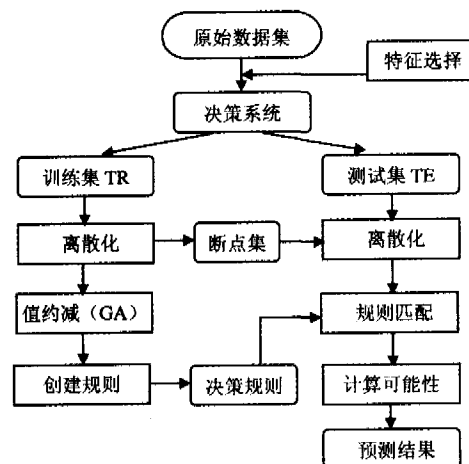 原始数据集
特征选择
决策系统
训练集 TR
测试集 TE
离散化
断点集
离散化
值约减（GA）
规则匹配
创建规则
决策规则
计算可能性
预测结果